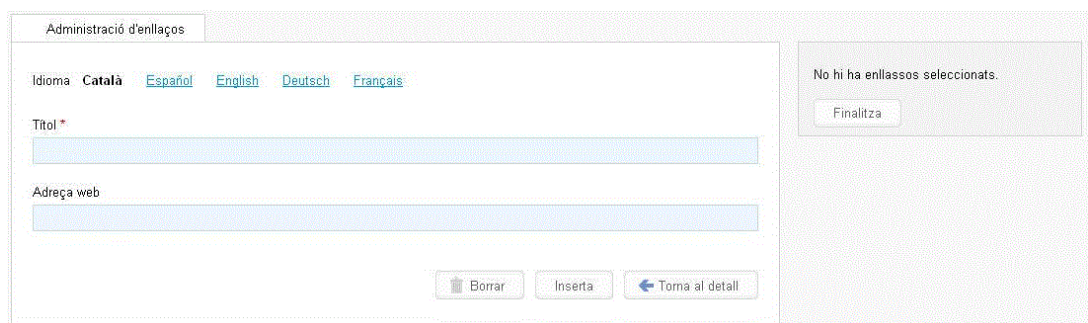 Administració d'enllaços
Idioma Català Español English Deutsch Français
Títol *
Adreça web
Borrar Inserta Torna al detall
No hi ha enllassos seleccionats.
Finalitza